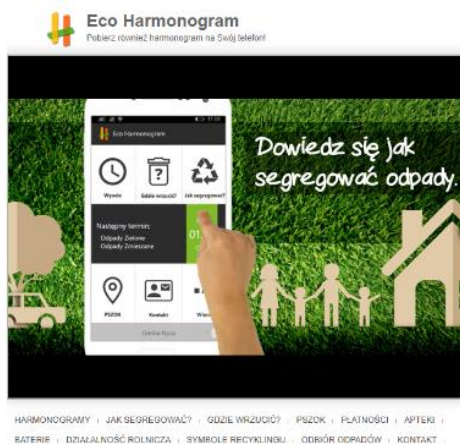 Eco Harmonogram
Pobierz również harmonogram na Swój telefon!
Eco Harmonogram
Dowiedz się jak
segregować odpady.
Wywóz
Gdzie wrzucić?
Jak segregować?
Następny termin:
Odpady Zielone
Odpady Zmieszane
01
PSZOK
Kontakt
HARMONOGRAMY
JAK SEGREGOWAĆ?
GDZIE WRZUCIĆ?
PSZOK
PŁATNOŚCI
APTEKI
BATERIE
DZIAŁALNOŚĆ ROLNICZA
SYMBOLE RECYKLINGU
ODBIÓR ODPADÓW
KONTAKT